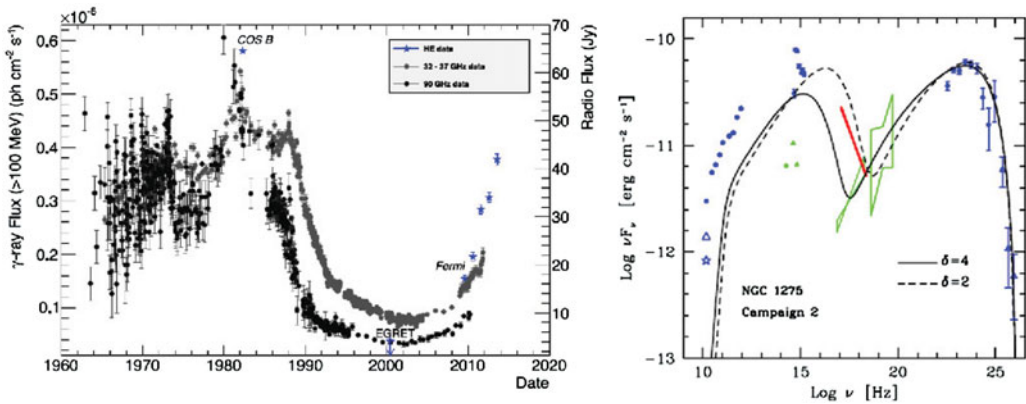 ×10⁻⁶
γ-ray Flux (>100 MeV) (ph cm⁻² s⁻¹)
0.6
0.5
0.4
0.3
0.2
0.1
COS B
HE data
32 - 37 GHz data
90 GHz data
Fermi
EGRET
70
60
50
40
30
20
10
0
Radio Flux (Jy)
1960 1970 1980 1990 2000 2010 2020
Date
Log νFν [erg cm⁻² s⁻¹]
-10
-11
-12
-13
NGC 1275
Campaign 2
δ=4
δ=2
10 15 20 25
Log ν [Hz]